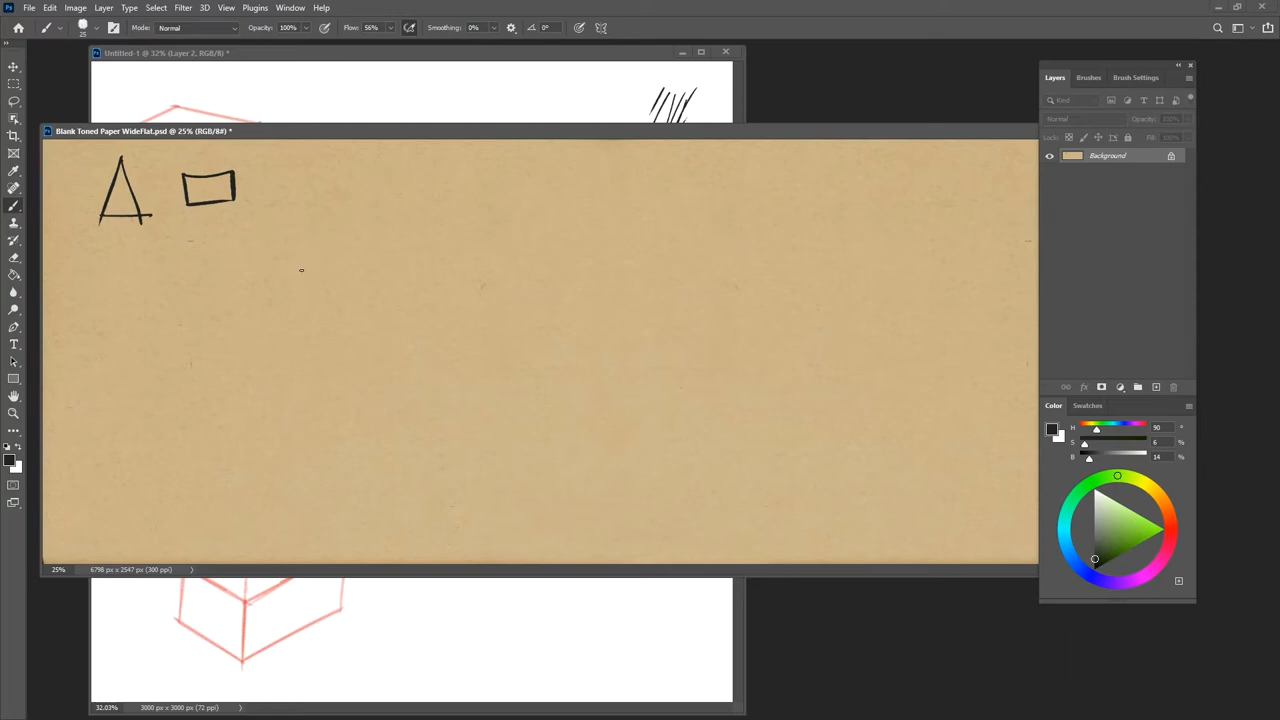 File Edit Image Layer Type Select Filter 3D View Plugins Window Help
25 Mode: Normal Opacity: 100% Flow: 56% Smoothing: 0% 0°
Untitled-1 @ 32% (Layer 2, RGB/8) *
Layers Brushes Brush Settings
Kind
Normal Opacity: 100%
Blank Toned Paper WideFlat.psd @ 25% (RGB/8#) *
Lock: Fill: 100%
Background
Color Swatches
H 90 °
S 6 %
B 14 %
25% 6798 px x 2547 px (300 ppi)
32.03% 3000 px x 3000 px (72 ppi)